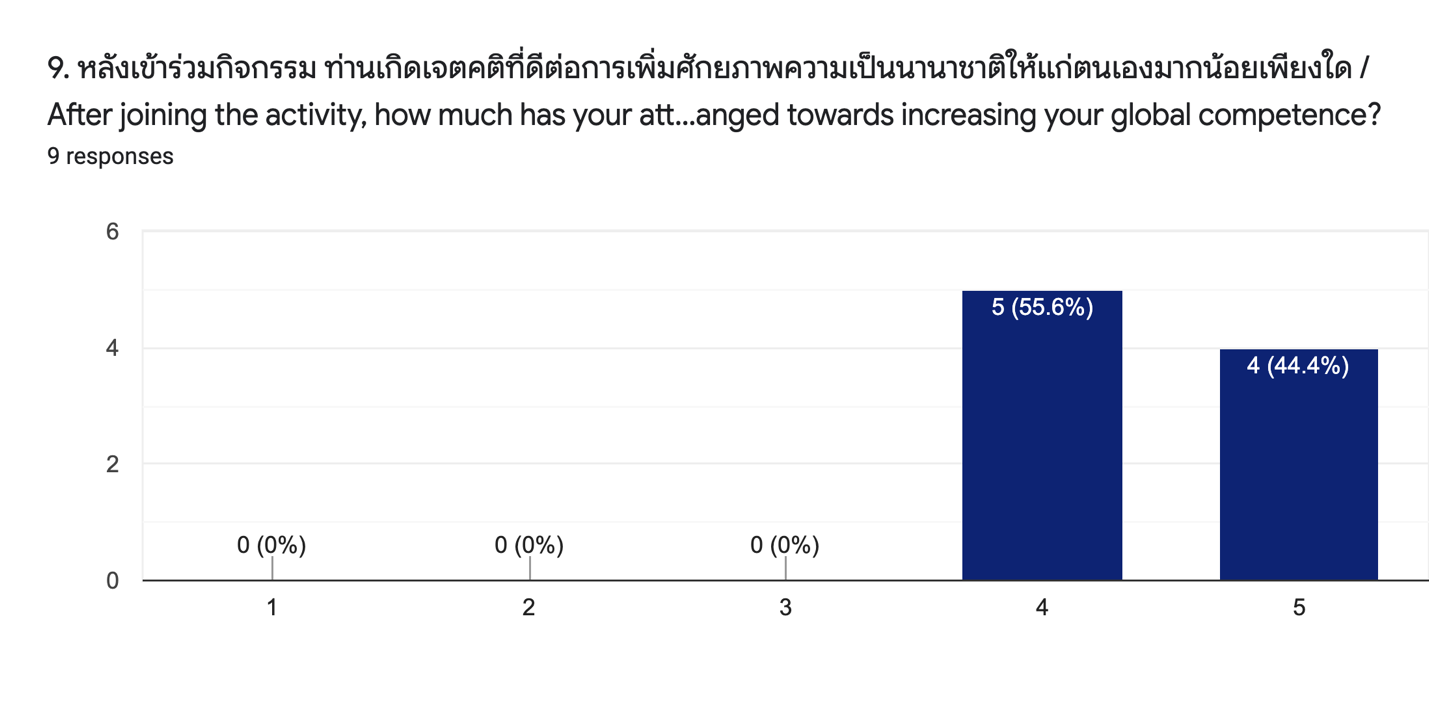 9. หลังเข้าร่วมกิจกรรม ท่านเกิดเจตคติที่ดีต่อการเพิ่มศักยภาพความเป็นนานาชาติให้แก่ตนเองมากน้อยเพียงใด /
After joining the activity, how much has your att...anged towards increasing your global competence?
9 responses
6
5 (55.6%)
4
4 (44.4%)
2
0 (0%) 0 (0%) 0 (0%)
0
1 2 3 4 5